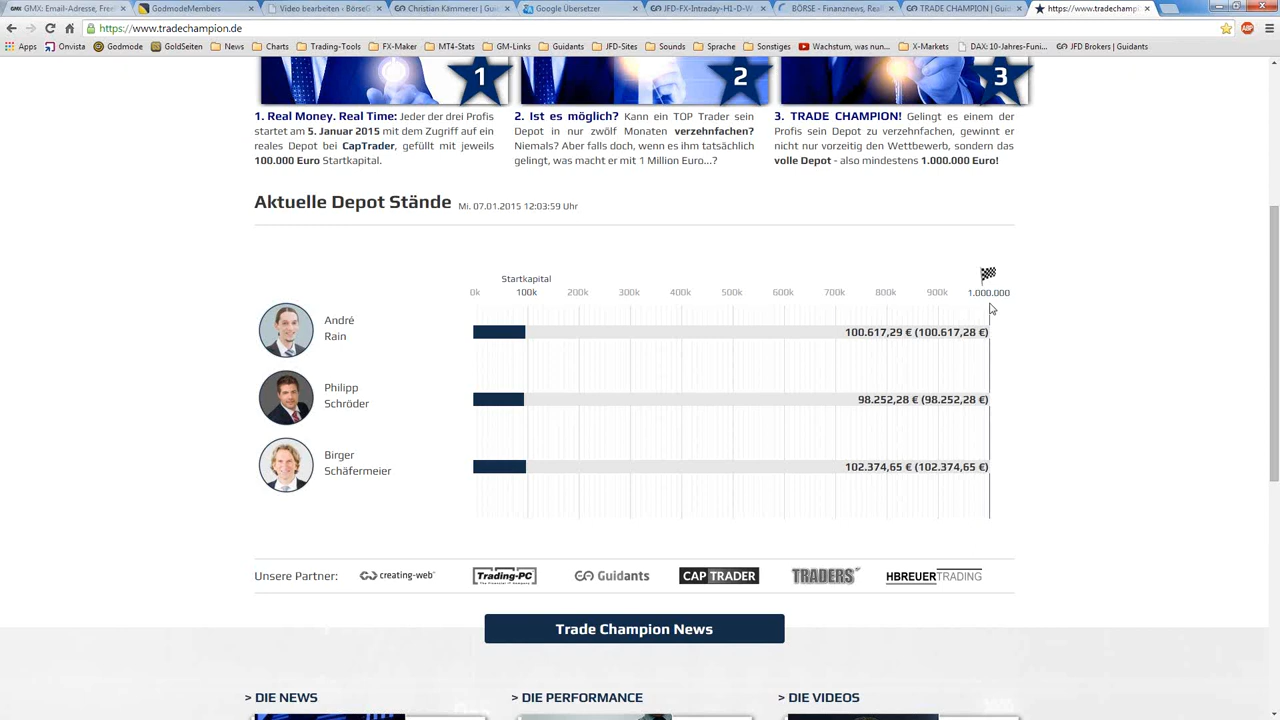 GMX: Email-Adresse, FreeM
GodmodeMembers
Video bearbeiten ‹ BörseG
Christian Kämmerer | Guid
Google Übersetzer
JFD-FX-Intraday-H1-D-W
BÖRSE - Finanznews, Real
TRADE CHAMPION | Guid
https://www.tradechampi
https://www.tradechampion.de
Apps Onvista Godmode GoldSeiten News Charts Trading-Tools FX-Maker MT4-Stats GM-Links Guidants JFD-Sites Sounds Sprache Sonstiges Wachstum, was nun... X-Markets DAX: 10-Jahres-Funi... JFD Brokers | Guidants
1 2 3
1. Real Money. Real Time: Jeder der drei Profis
startet am 5. Januar 2015 mit dem Zugriff auf ein
reales Depot bei CapTrader, gefüllt mit jeweils
100.000 Euro Startkapital.
2. Ist es möglich? Kann ein TOP Trader sein
Depot in nur zwölf Monaten verzehnfachen?
Niemals? Aber falls doch, wenn es ihm tatsächlich
gelingt, was macht er mit 1 Million Euro...?
3. TRADE CHAMPION! Gelingt es einem der
Profis sein Depot zu verzehnfachen, gewinnt er
nicht nur vorzeitig den Wettbewerb, sondern das
volle Depot - also mindestens 1.000.000 Euro!
Aktuelle Depot Stände Mi. 07.01.2015 12:03:59 Uhr
Startkapital
0k 100k 200k 300k 400k 500k 600k 700k 800k 900k 1.000.000
André
Rain
100.617,29 € (100.617,28 €)
Philipp
Schröder
98.252,28 € (98.252,28 €)
Birger
Schäfermeier
102.374,65 € (102.374,65 €)
Unsere Partner: creating-web Trading-PC Guidants CAP TRADER TRADERS' HBREUERTRADING
Trade Champion News
> DIE NEWS
> DIE PERFORMANCE
> DIE VIDEOS